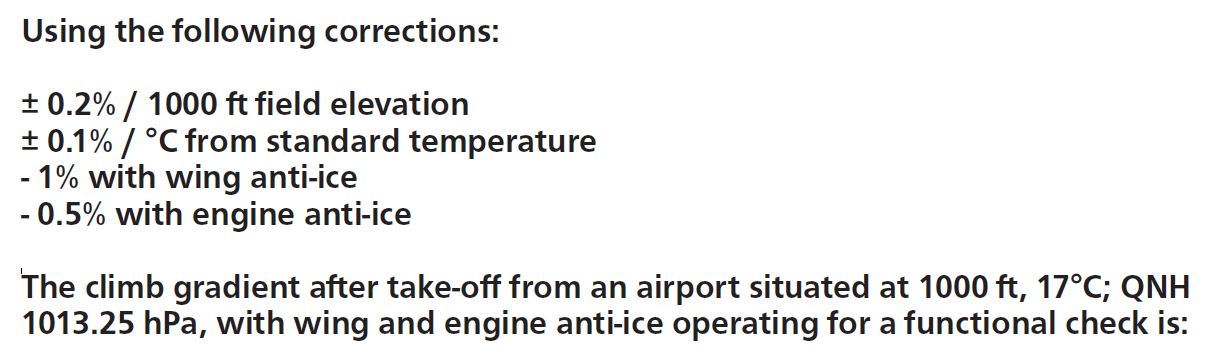 Using the following corrections:
± 0.2% / 1000 ft field elevation
± 0.1% / °C from standard temperature
- 1% with wing anti-ice
- 0.5% with engine anti-ice
The climb gradient after take-off from an airport situated at 1000 ft, 17°C; QNH
1013.25 hPa, with wing and engine anti-ice operating for a functional check is: